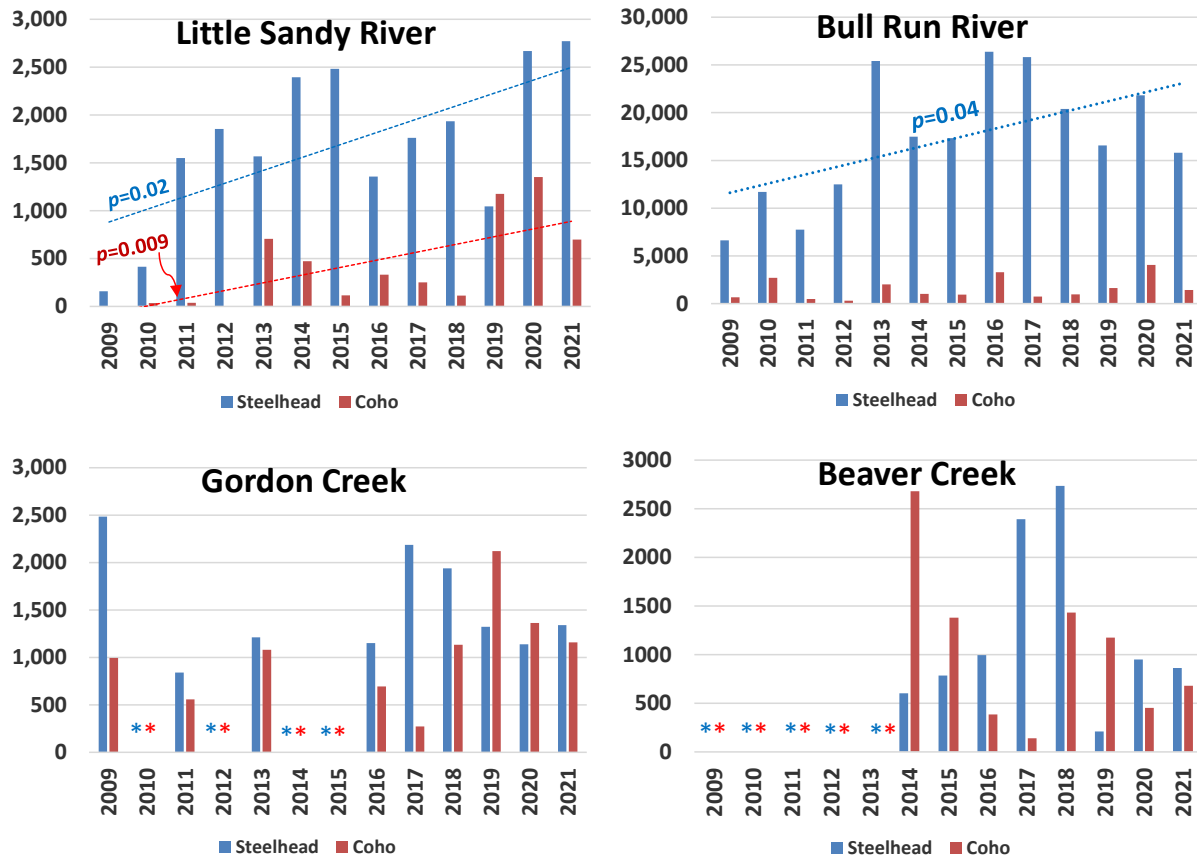 Little Sandy River
3,000
2,500
2,000
1,500
1,000
500
0
p=0.02
p=0.009
2009 2010 2011 2012 2013 2014 2015 2016 2017 2018 2019 2020 2021
Steelhead Coho
Bull Run River
30,000
25,000
20,000
15,000
10,000
5,000
0
p=0.04
2009 2010 2011 2012 2013 2014 2015 2016 2017 2018 2019 2020 2021
Steelhead Coho
Gordon Creek
3,000
2,500
2,000
1,500
1,000
500
0
** ** ** **
2009 2010 2011 2012 2013 2014 2015 2016 2017 2018 2019 2020 2021
Steelhead Coho
Beaver Creek
3000
2500
2000
1500
1000
500
0
** ** ** ** **
2009 2010 2011 2012 2013 2014 2015 2016 2017 2018 2019 2020 2021
Steelhead Coho